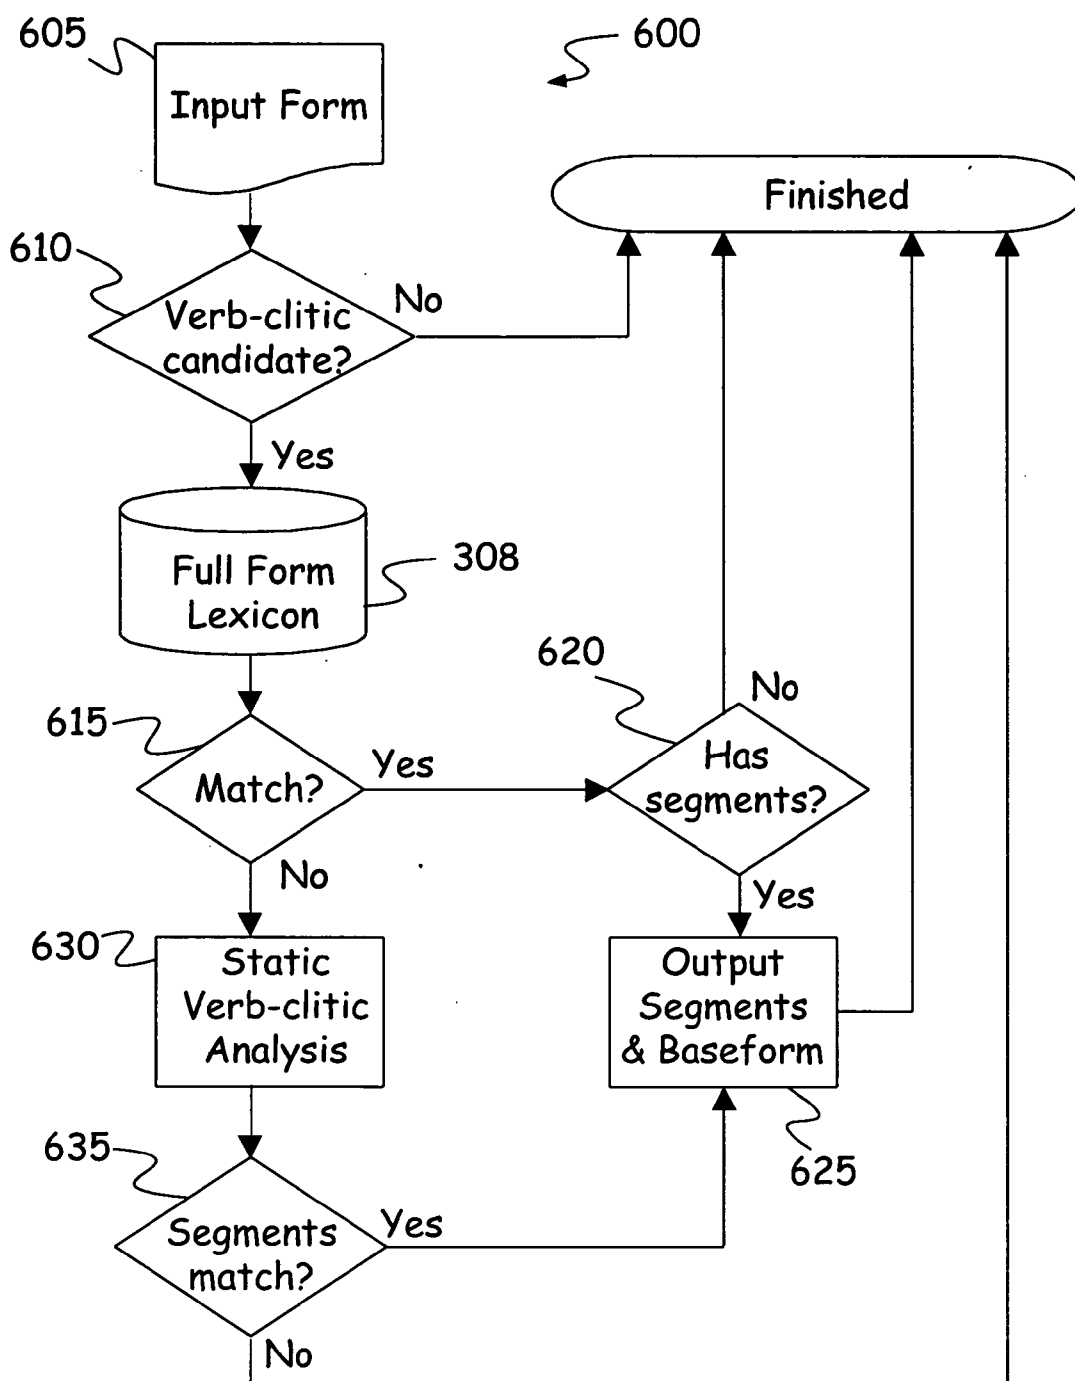 605
600
Input Form
Finished
610
No
Verb-clitic
candidate?
Yes
308
Full Form
Lexicon
620
No
615
Yes
Has
segments?
Match?
No
Yes
630
Static
Verb-clitic
Analysis
Output
Segments
& Baseform
635
625
Yes
Segments
match?
No